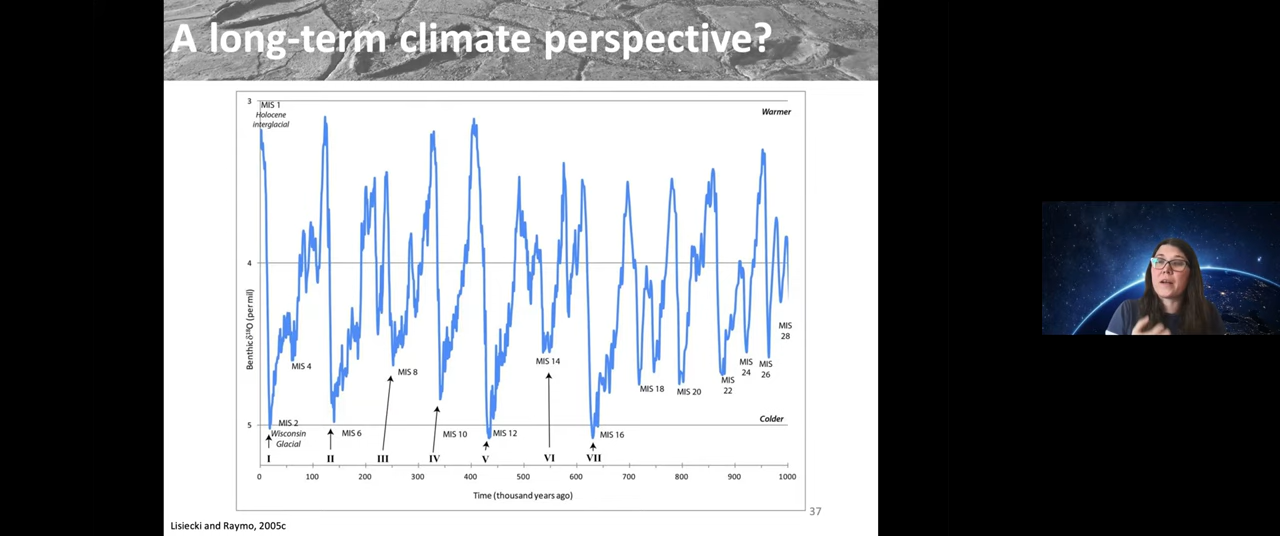 A long-term climate perspective?
3
MIS 1
Holocene
interglacial
Warmer
4
Benthic δ18O (per mil)
MIS 4
MIS 8
MIS 14
MIS 18
MIS 20
MIS
22
MIS
24
MIS
26
MIS
28
5
MIS 2
Wisconsin
Glacial
MIS 6
MIS 10
MIS 12
MIS 16
Colder
I
II
III
IV
V
VI
VII
0 100 200 300 400 500 600 700 800 900 1000
Time (thousand years ago)
37
Lisiecki and Raymo, 2005c